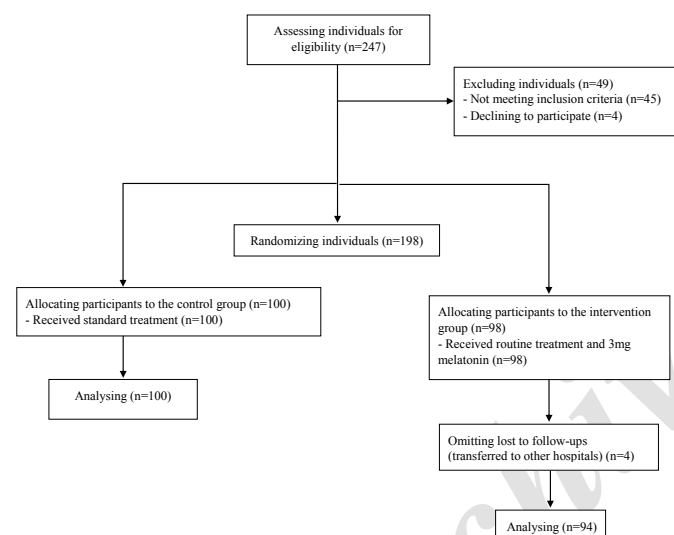 Assessing individuals for
eligibility (n=247)
Excluding individuals (n=49)
- Not meeting inclusion criteria (n=45)
- Declining to participate (n=4)
Randomizing individuals (n=198)
Allocating participants to the control group (n=100)
- Received standard treatment (n=100)
Analysing (n=100)
Allocating participants to the intervention
group (n=98)
- Received routine treatment and 3mg
melatonin (n=98)
Omitting lost to follow-ups
(transferred to other hospitals) (n=4)
Analysing (n=94)